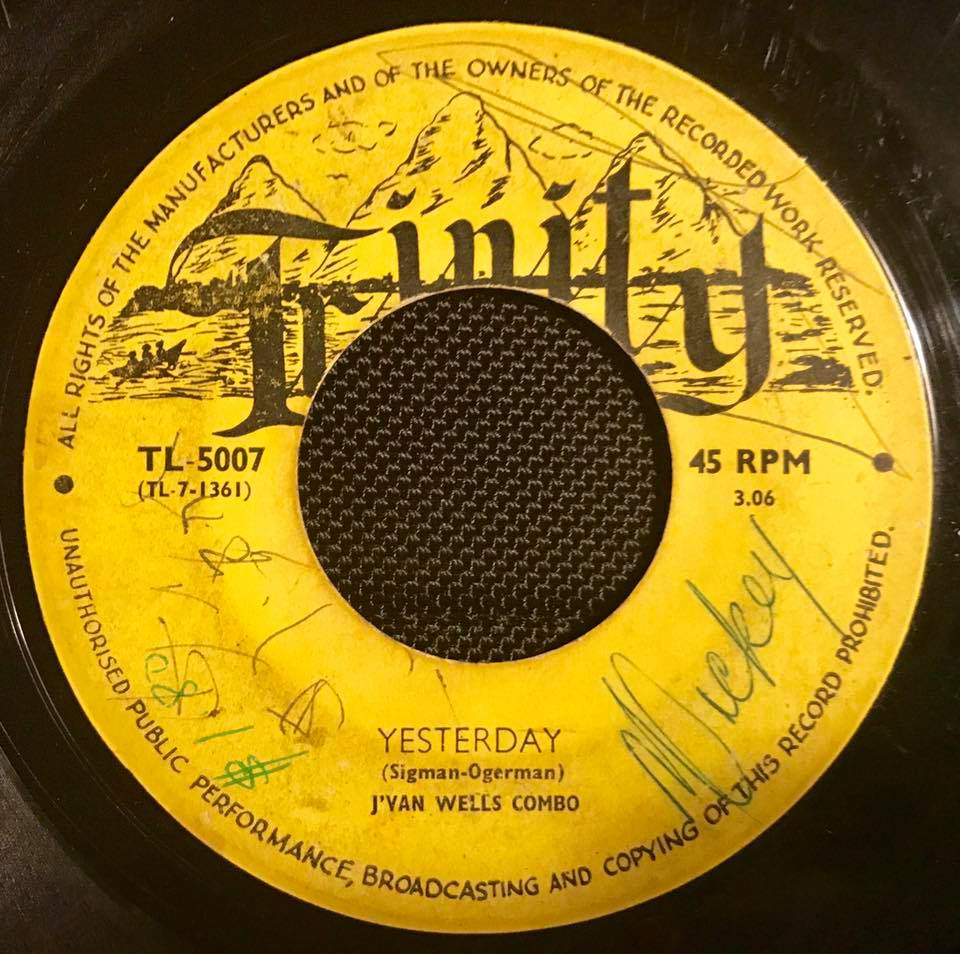 ALL RIGHTS OF THE MANUFACTURERS AND OF THE OWNERS OF THE RECORDED WORK RESERVED.
Trinity
TL-5007
(TL-7-1361)
45 RPM
3.06
Mickey
YESTERDAY
(Sigman-Ogerman)
J'VAN WELLS COMBO
UNAUTHORISED PUBLIC PERFORMANCE, BROADCASTING AND COPYING OF THIS RECORD PROHIBITED.